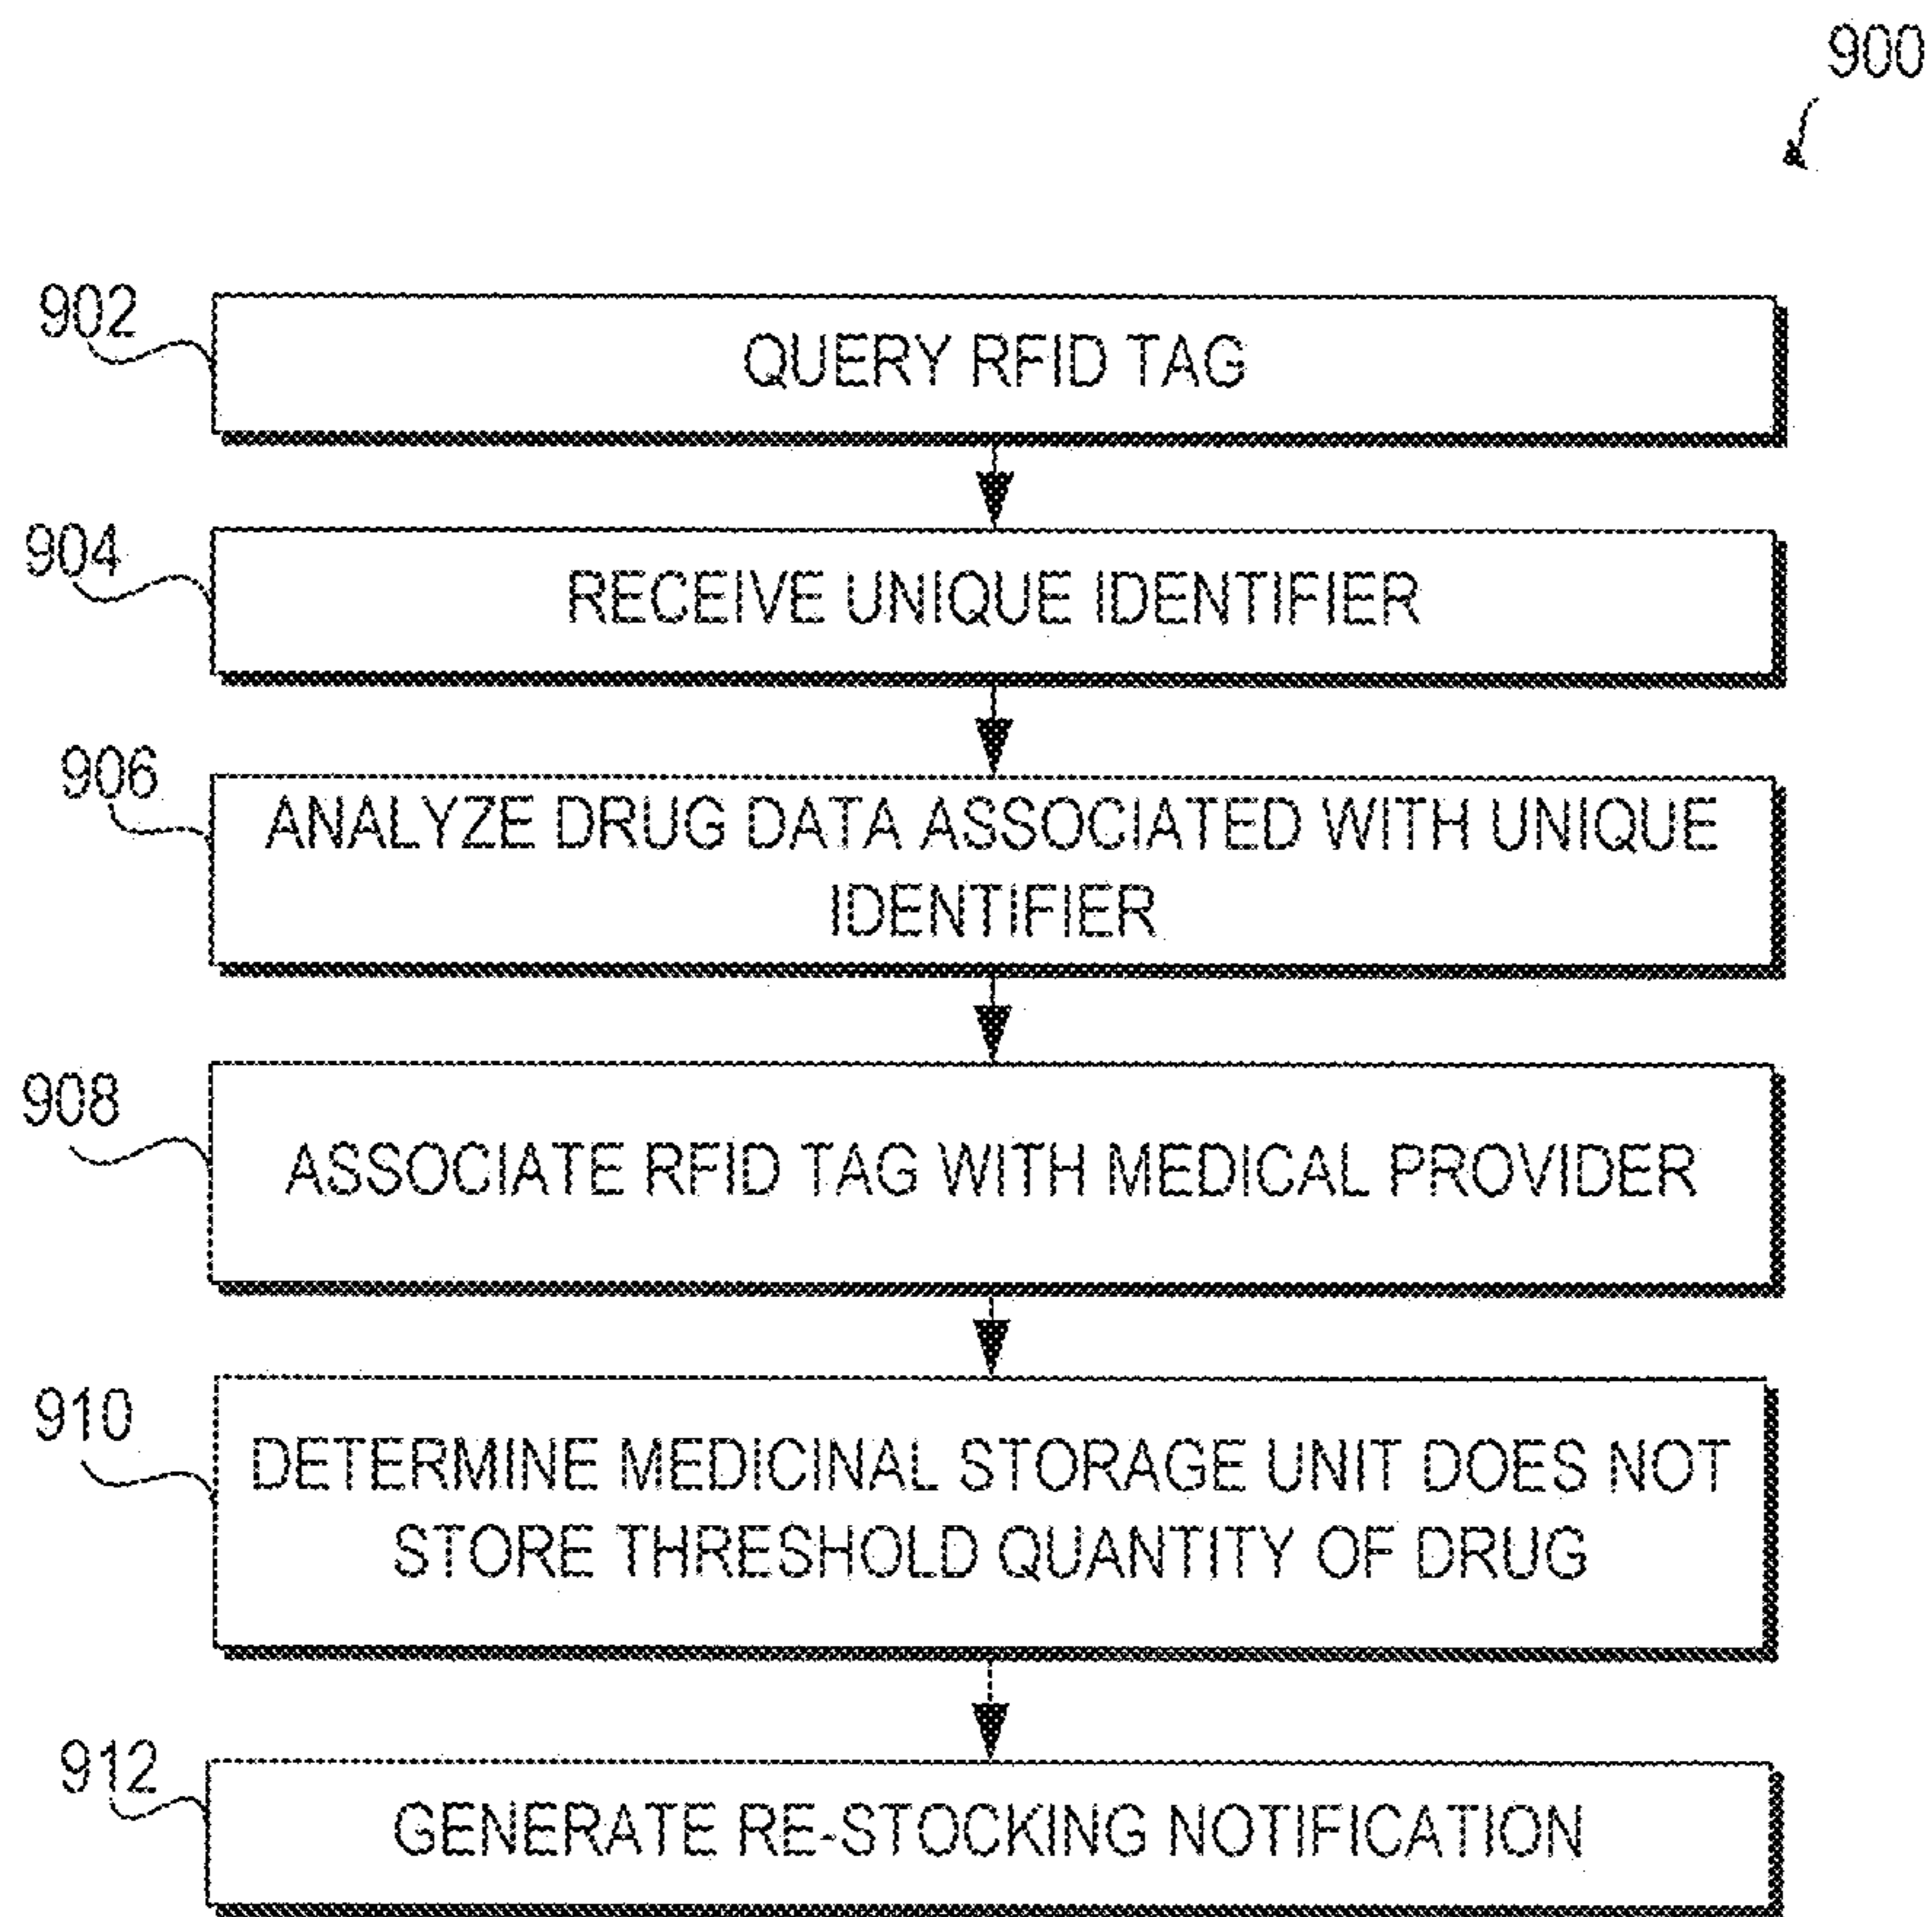 900
902
QUERY RFID TAG
904
RECEIVE UNIQUE IDENTIFIER
906
ANALYZE DRUG DATA ASSOCIATED WITH UNIQUE
IDENTIFIER
908
ASSOCIATE RFID TAG WITH MEDICAL PROVIDER
910
DETERMINE MEDICINAL STORAGE UNIT DOES NOT
STORE THRESHOLD QUANTITY OF DRUG
912
GENERATE RE-STOCKING NOTIFICATION